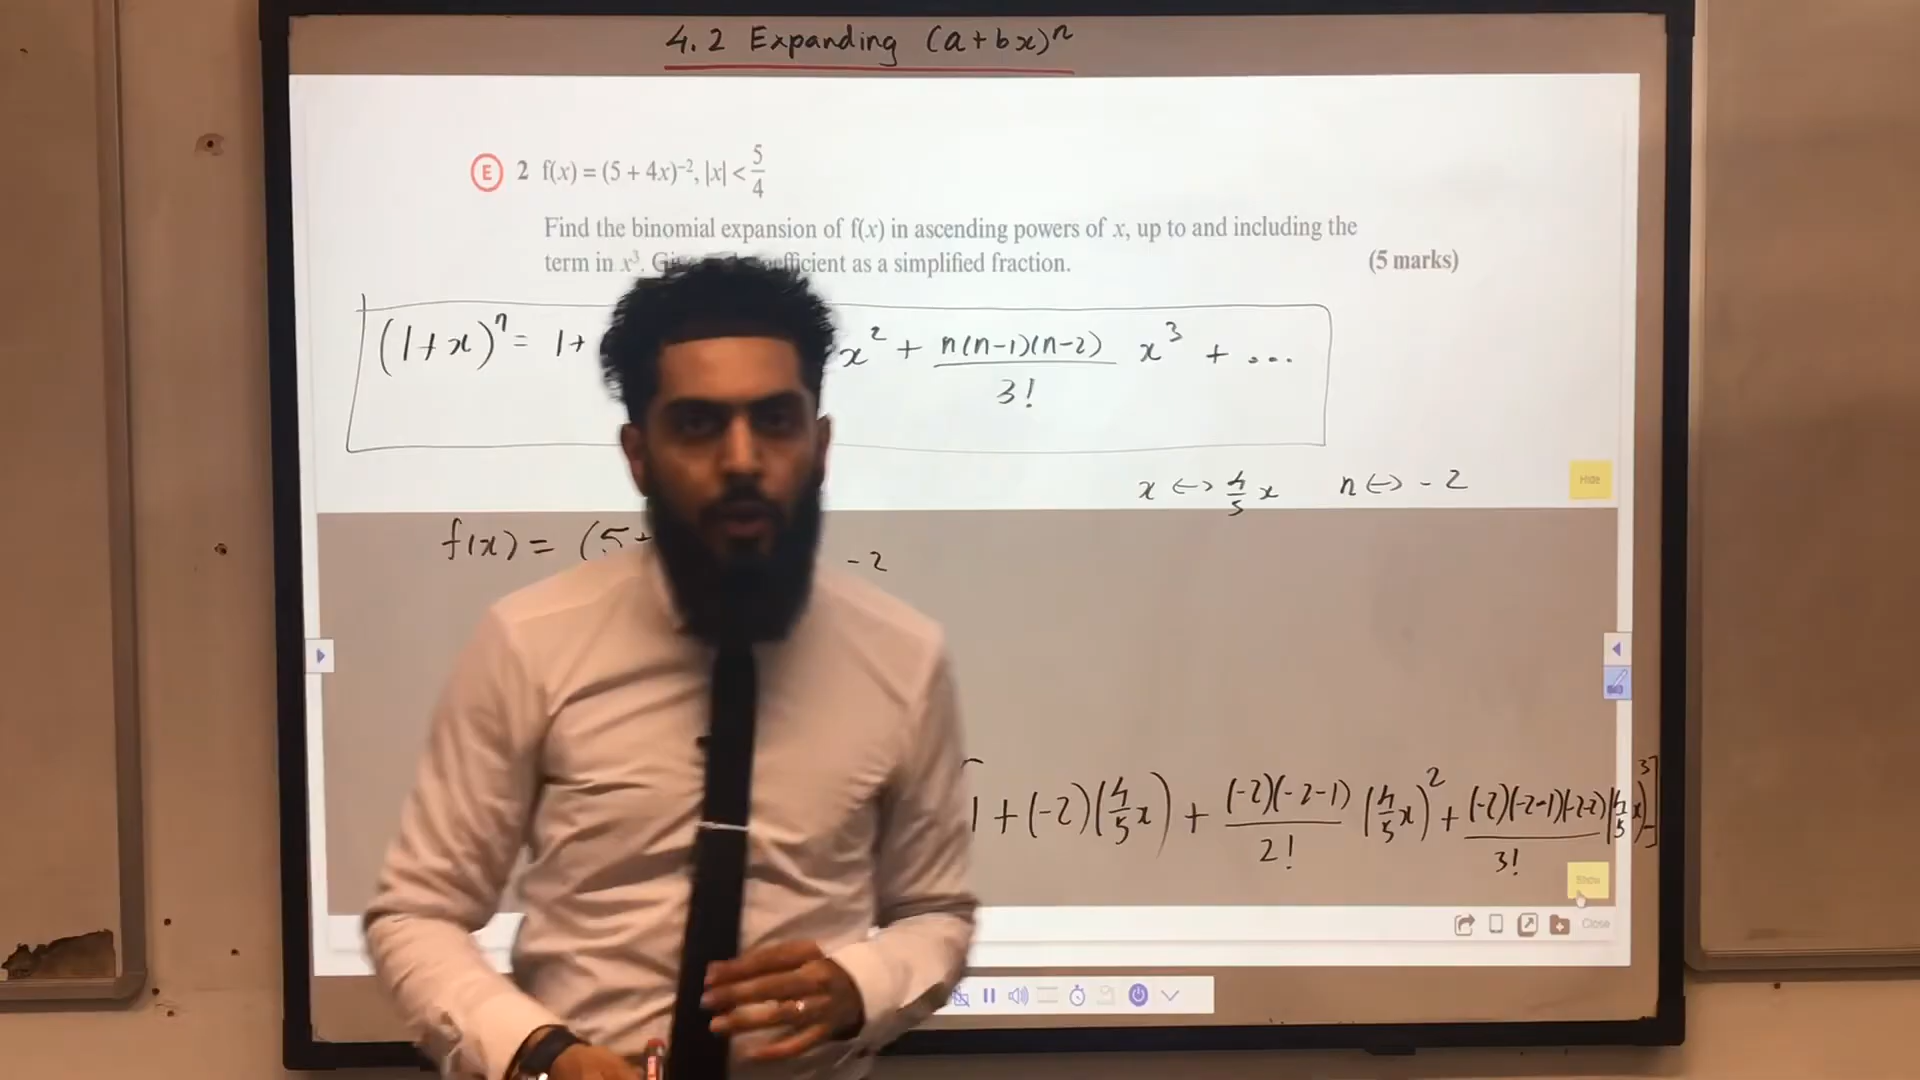 4.2 Expanding (a+bx)ⁿ
E 2 f(x) = (5 + 4x)⁻², |x| < 5/4
Find the binomial expansion of f(x) in ascending powers of x, up to and including the
term in x³. efficient as a simplified fraction. (5 marks)
(1+x)ⁿ = 1+ x² + n(n-1)(n-2)/3! x³ + ...
x ↔ 4/5 x n ↔ -2
Hide
f(x) = (5+ -2
[1 + (-2)(4/5 x) + (-2)(-2-1)/2! (4/5 x)² + (-2)(-2-1)(-2-2)/3! (4/5 x)³]
Show
Close